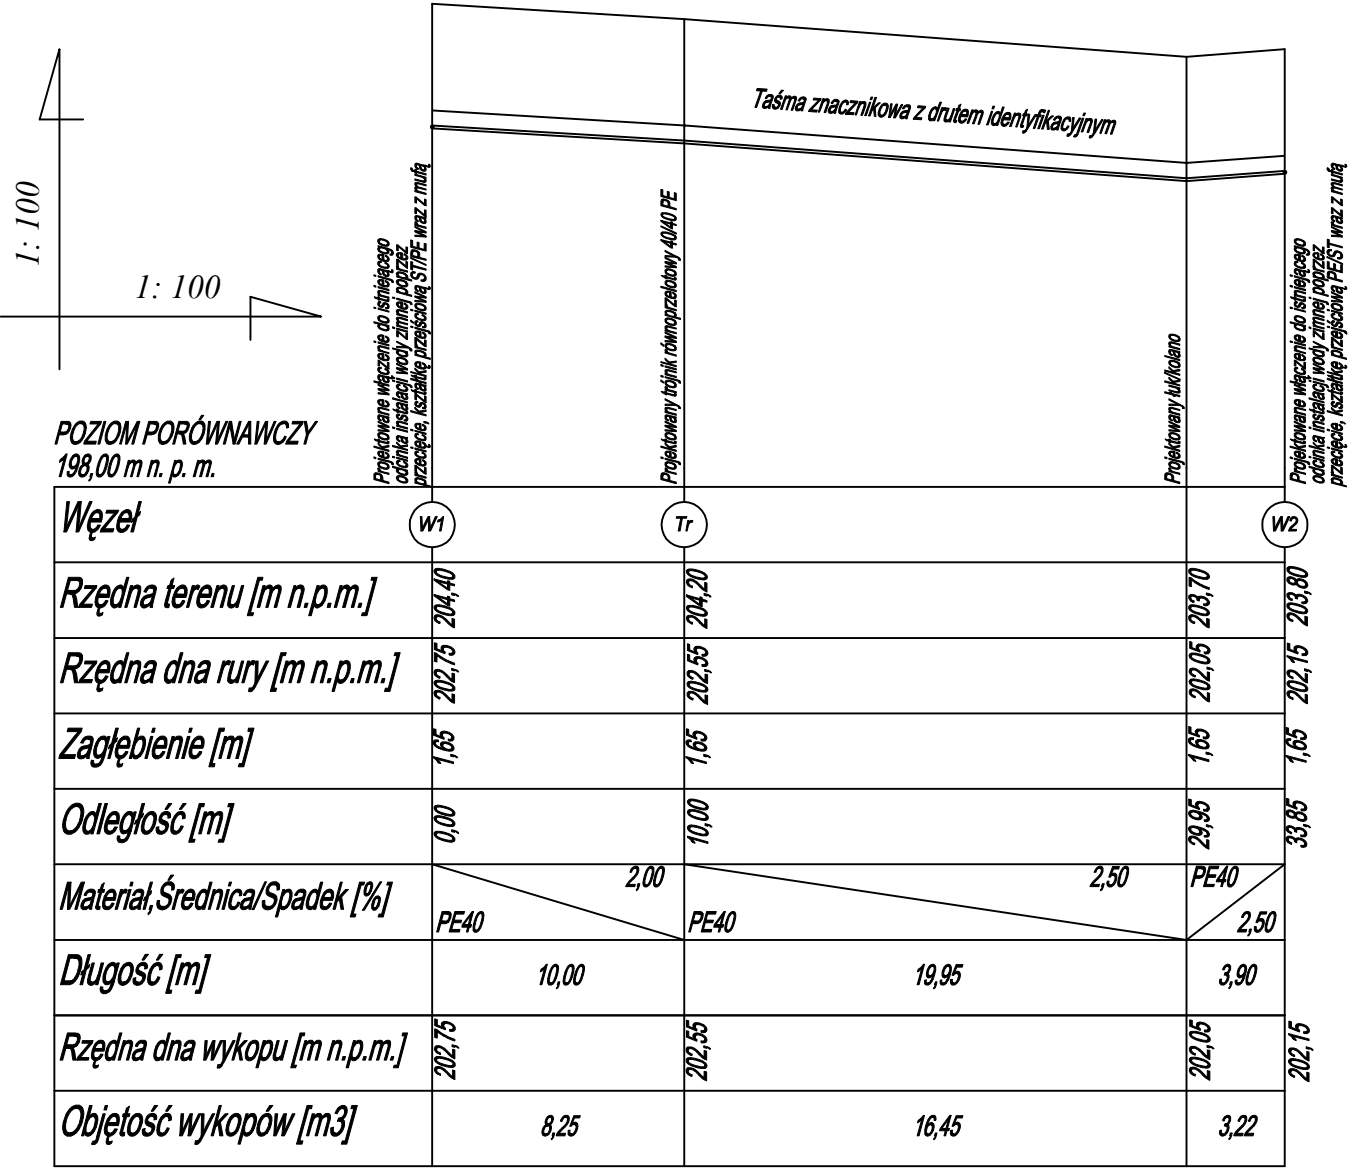 Taśma znacznikowa z drutem identyfikacyjnym
1: 100
1: 100
Projektowane włączenie do istniejącego
odcinka instalacji wody zimnej poprzez
przecięcie, kształtkę przejściową ST/PE wraz z mufą
Projektowany trójnik równoprzelotowy 40/40 PE
Projektowany łuk/kolano
Projektowane włączenie do istniejącego
odcinka instalacji wody zimnej poprzez
przecięcie, kształtkę przejściową PE/ST wraz z mufą
POZIOM PORÓWNAWCZY
198,00 m n. p. m.
Węzeł W1 Tr W2
Rzędna terenu [m n.p.m.] 204,40 204,20 203,70 203,80
Rzędna dna rury [m n.p.m.] 202,75 202,55 202,05 202,15
Zagłębienie [m] 1,65 1,65 1,65 1,65
Odległość [m] 0,00 10,00 29,95 33,85
Materiał,Średnica/Spadek [%] PE40 2,00 PE40 2,50 PE40 2,50
Długość [m] 10,00 19,95 3,90
Rzędna dna wykopu [m n.p.m.] 202,75 202,55 202,05 202,15
Objętość wykopów [m3] 8,25 16,45 3,22